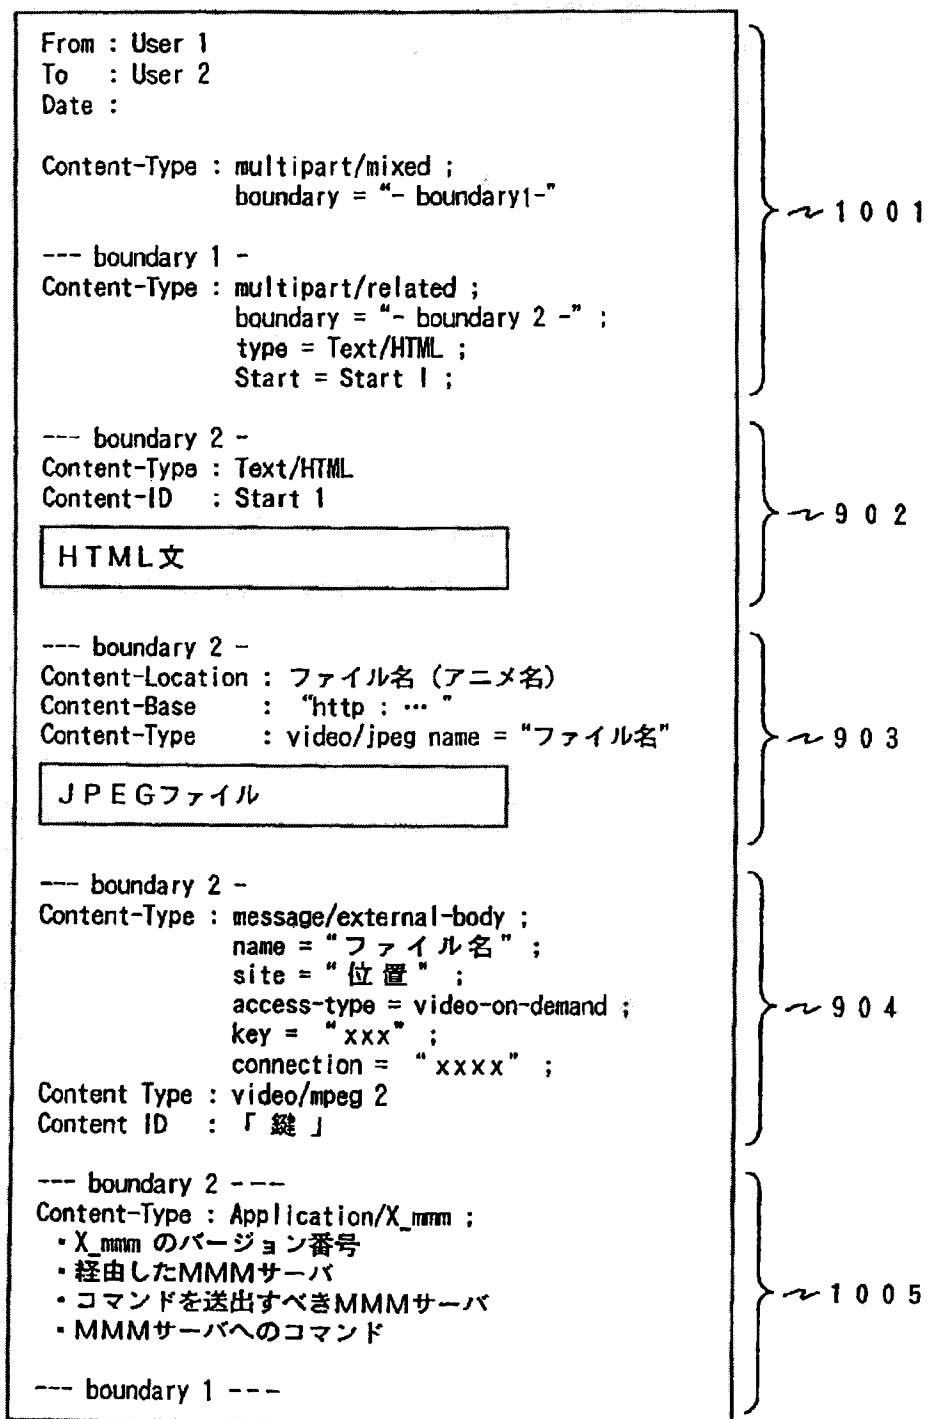 From : User 1
To : User 2
Date :
Content-Type : multipart/mixed ;
boundary = “- boundary1-”
~1001
--- boundary 1 -
Content-Type : multipart/related ;
boundary = “- boundary 2 -” ;
type = Text/HTML ;
Start = Start 1 ;
--- boundary 2 -
Content-Type : Text/HTML
Content-ID : Start 1
~902
HTML文
--- boundary 2 -
Content-Location : ファイル名 (アニメ名)
Content-Base : “http : … ”
Content-Type : video/jpeg name = “ファイル名”
~903
JPEGファイル
--- boundary 2 -
Content-Type : message/external-body ;
name = “ファイル名” ;
site = “位置” ;
access-type = video-on-demand ;
~904
key = “xxx” ;
connection = “xxxx” ;
Content Type : video/mpeg 2
Content ID : 「鍵」
--- boundary 2 ---
Content-Type : Application/X_mmm ;
・X_mmm のバージョン番号
・経由したMMMサーバ
・コマンドを送出すべきMMMサーバ
~1005
・MMMサーバへのコマンド
--- boundary 1 ---